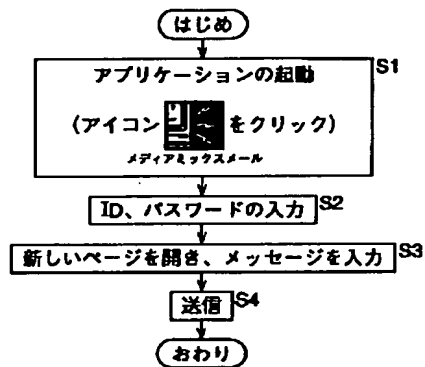 はじめ
アプリケーションの起動 S1
(アイコン をクリック)
メディアミックスメール
ID、パスワードの入力 S2
新しいページを開き、メッセージを入力 S3
送信 S4
おわり